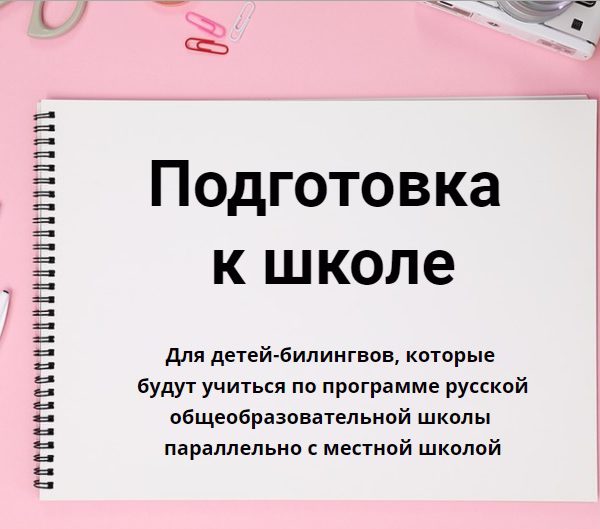 Подготовка
к школе
Для детей-билингвов, которые
будут учиться по программе русской
общеобразовательной школы
параллельно с местной школой